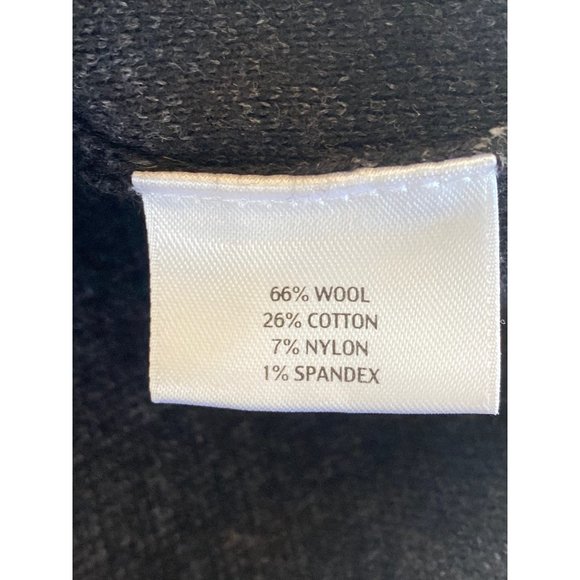 66% WOOL
26% COTTON
7% NYLON
1% SPANDEX